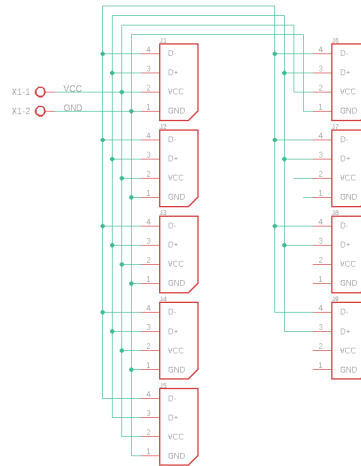 J1
4 D-
3 D+
2 VCC
1 GND
X1-1 VCC
X1-2 GND
J2
4 D-
3 D+
2 VCC
1 GND
J3
4 D-
3 D+
2 VCC
1 GND
J4
4 D-
3 D+
2 VCC
1 GND
J5
4 D-
3 D+
2 VCC
1 GND
J6
4 D-
3 D+
2 VCC
1 GND
J7
4 D-
3 D+
2 VCC
1 GND
J8
4 D-
3 D+
2 VCC
1 GND
J9
4 D-
3 D+
2 VCC
1 GND